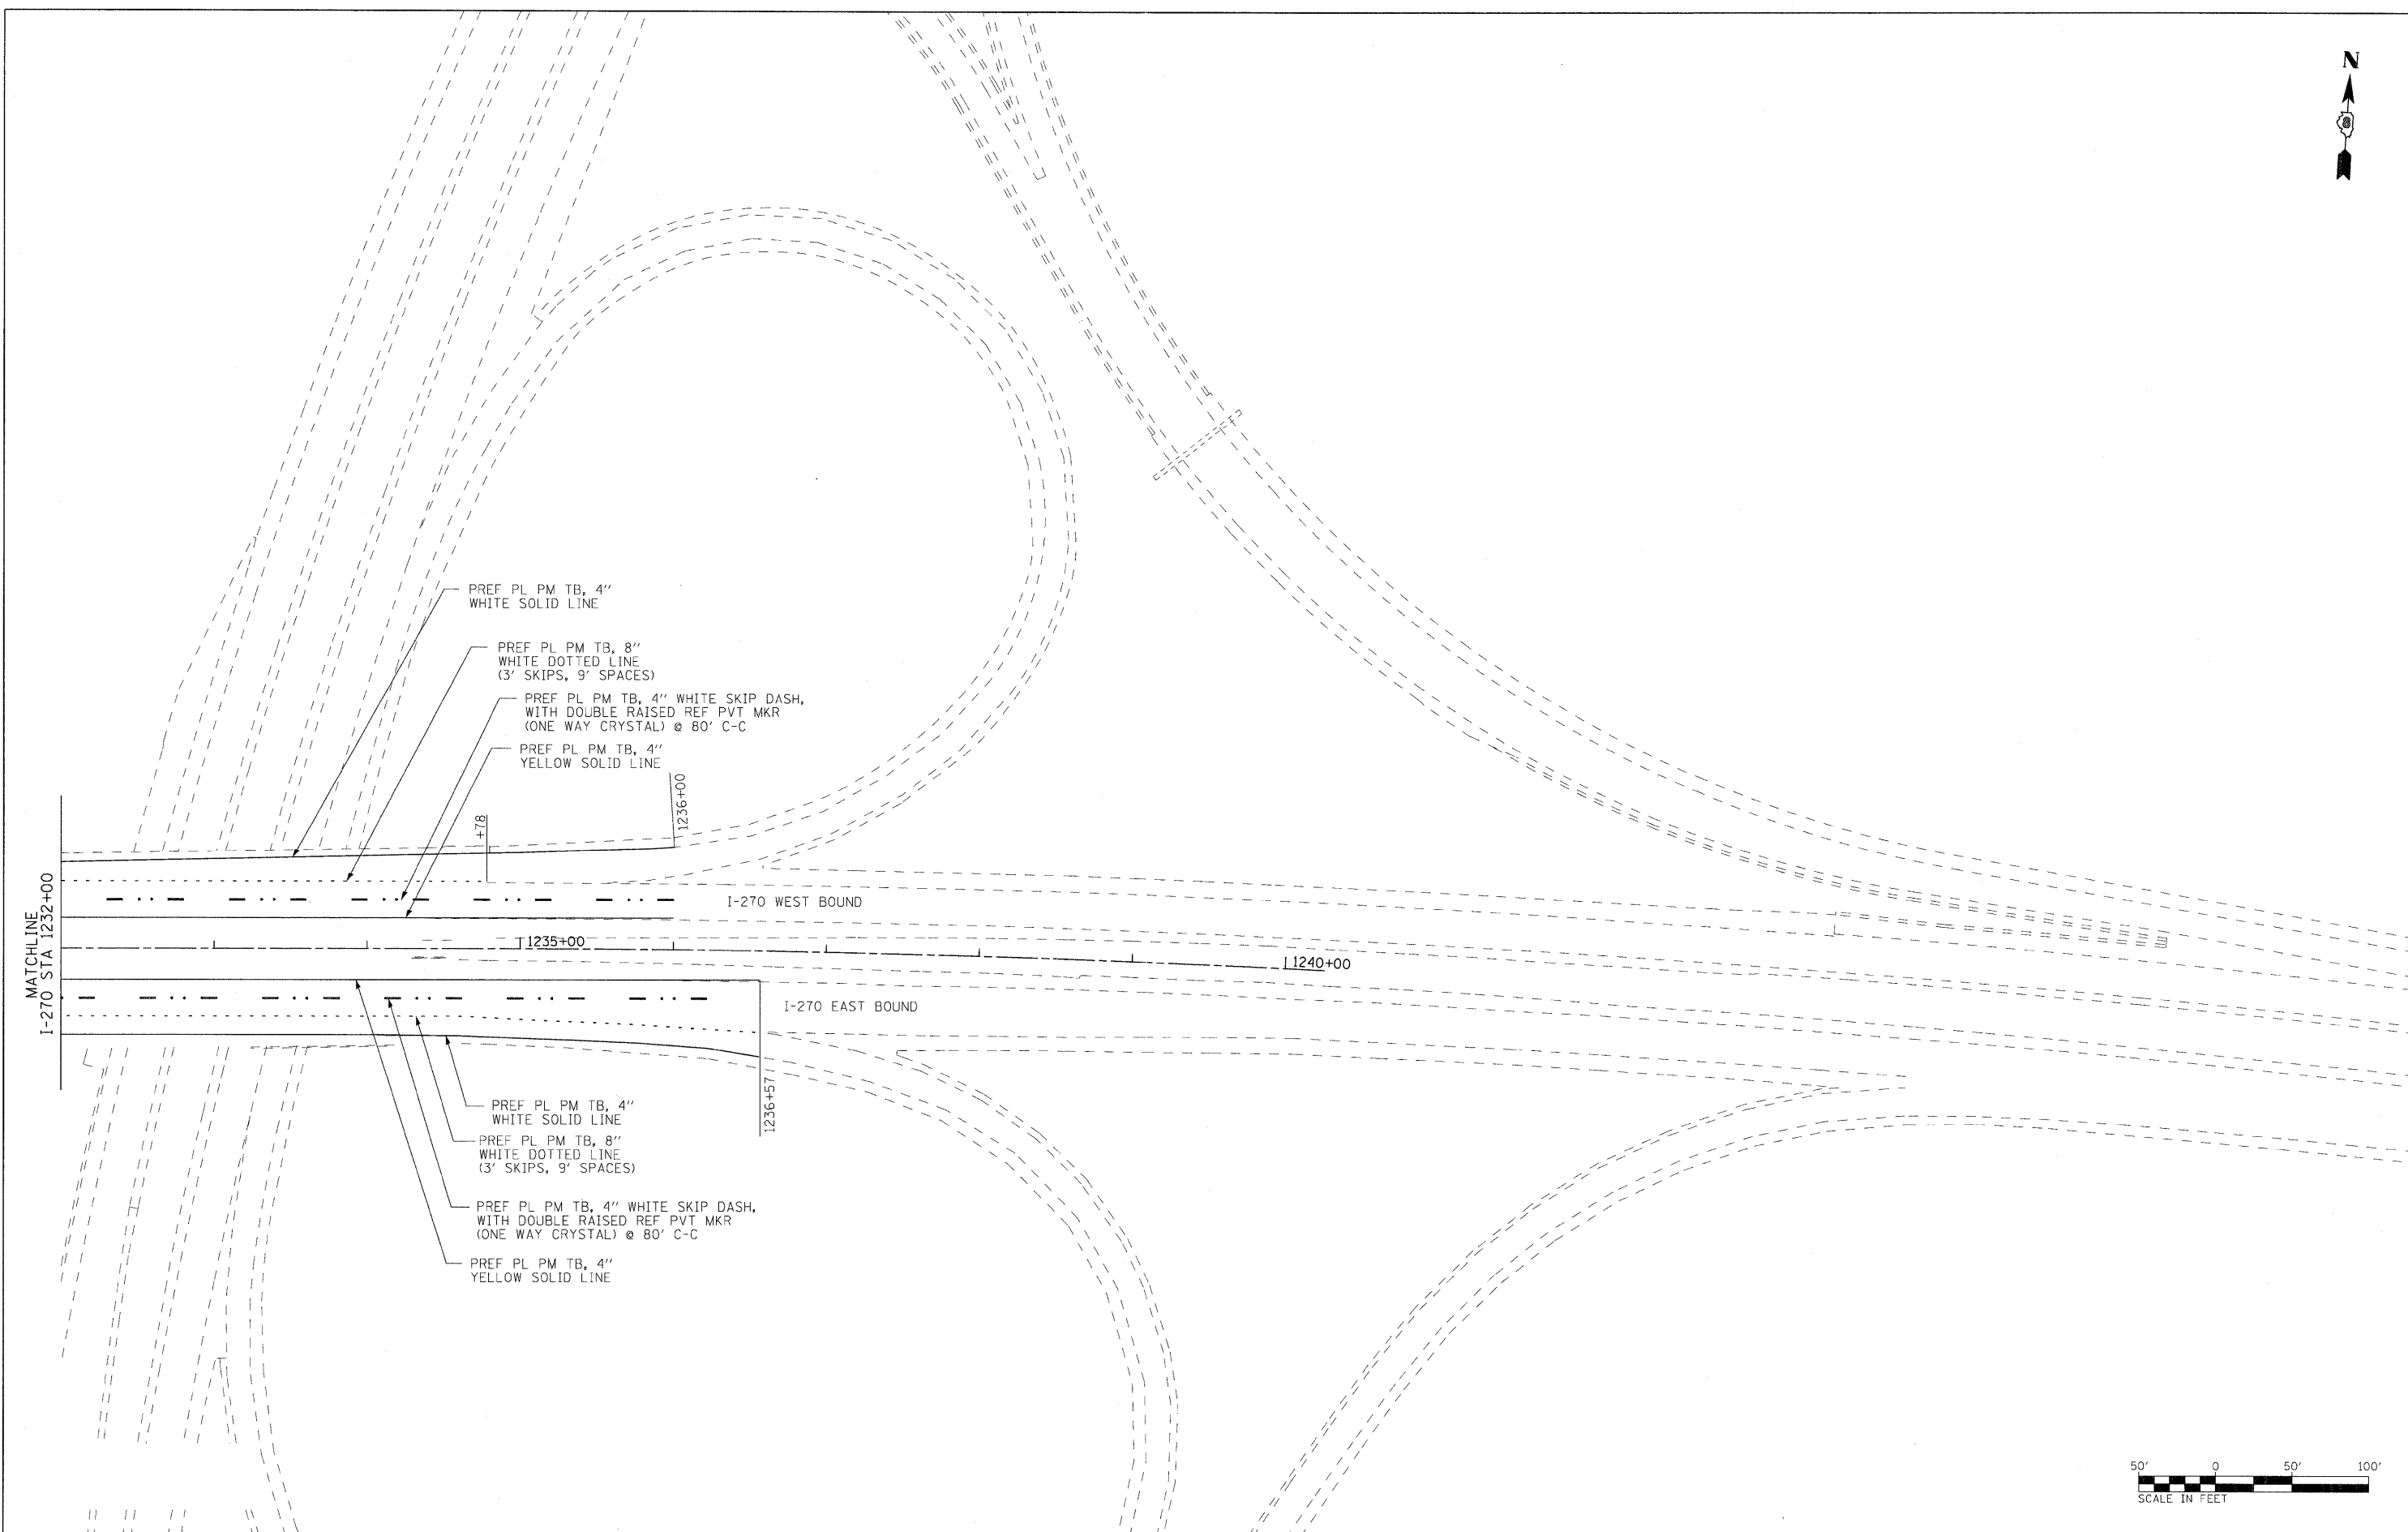 N
8
PREF PL PM TB, 4"
WHITE SOLID LINE
PREF PL PM TB, 8"
WHITE DOTTED LINE
(3' SKIPS, 9' SPACES)
PREF PL PM TB, 4" WHITE SKIP DASH,
WITH DOUBLE RAISED REF PVT MKR
(ONE WAY CRYSTAL) @ 80' C-C
PREF PL PM TB, 4"
YELLOW SOLID LINE
+78
1236+00
MATCHLINE
I-270 STA 1232+00
I-270 WEST BOUND
1235+00
1240+00
I-270 EAST BOUND
1236+57
PREF PL PM TB, 4"
WHITE SOLID LINE
PREF PL PM TB, 8"
WHITE DOTTED LINE
(3' SKIPS, 9' SPACES)
PREF PL PM TB, 4" WHITE SKIP DASH,
WITH DOUBLE RAISED REF PVT MKR
(ONE WAY CRYSTAL) @ 80' C-C
PREF PL PM TB, 4"
YELLOW SOLID LINE
50' 0 50' 100'
SCALE IN FEET